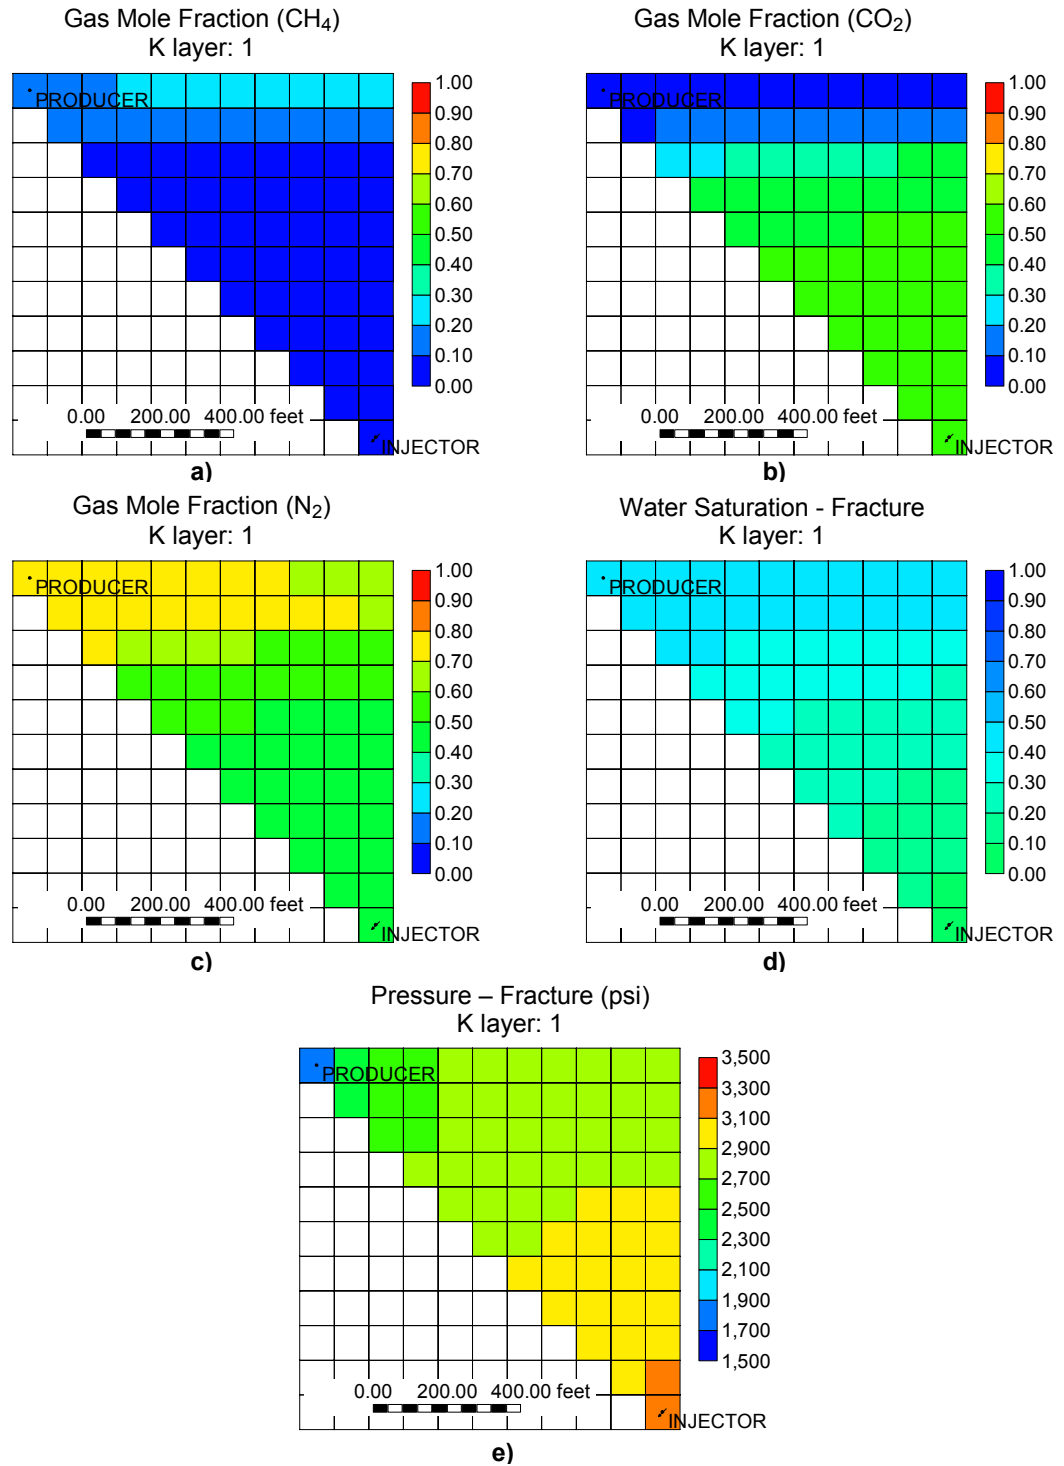 Gas Mole Fraction (CH₄)
K layer: 1
PRODUCER
1.00
0.90
0.80
0.70
0.60
0.50
0.40
0.30
0.20
0.10
0.00
0.00 200.00 400.00 feet
INJECTOR
a)
Gas Mole Fraction (CO₂)
K layer: 1
PRODUCER
1.00
0.90
0.80
0.70
0.60
0.50
0.40
0.30
0.20
0.10
0.00
0.00 200.00 400.00 feet
INJECTOR
b)
Gas Mole Fraction (N₂)
K layer: 1
PRODUCER
1.00
0.90
0.80
0.70
0.60
0.50
0.40
0.30
0.20
0.10
0.00
0.00 200.00 400.00 feet
INJECTOR
c)
Water Saturation - Fracture
K layer: 1
PRODUCER
1.00
0.90
0.80
0.70
0.60
0.50
0.40
0.30
0.20
0.10
0.00
0.00 200.00 400.00 feet
INJECTOR
d)
Pressure – Fracture (psi)
K layer: 1
PRODUCER
3,500
3,300
3,100
2,900
2,700
2,500
2,300
2,100
1,900
1,700
1,500
0.00 200.00 400.00 feet
INJECTOR
e)